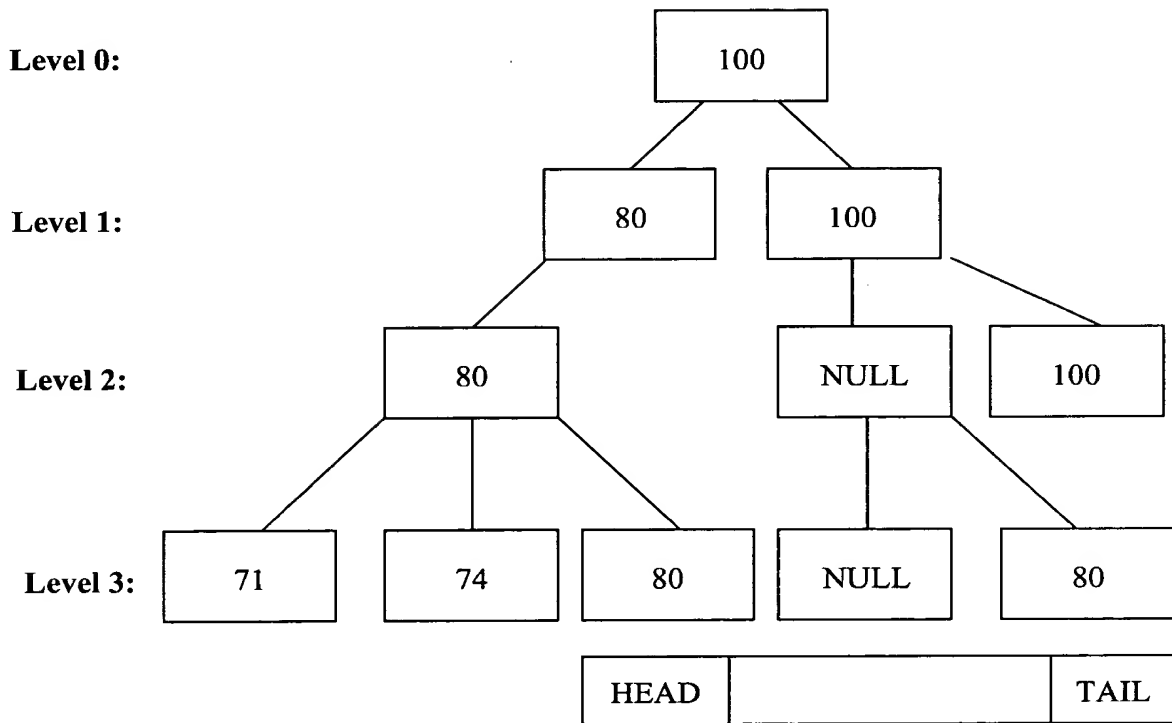 Level 0: 100
Level 1: 80 100
Level 2: 80 NULL 100
Level 3: 71 74 80 NULL 80
HEAD TAIL